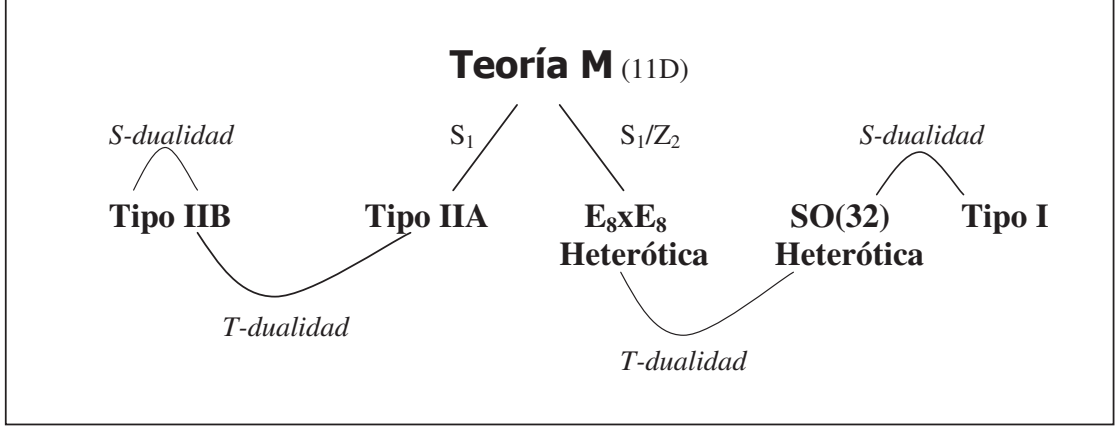 Teoría M (11D)
S-dualidad S₁ S₁/Z₂ S-dualidad
Tipo IIB Tipo IIA E₈xE₈ SO(32) Tipo I
Heterótica Heterótica
T-dualidad
T-dualidad